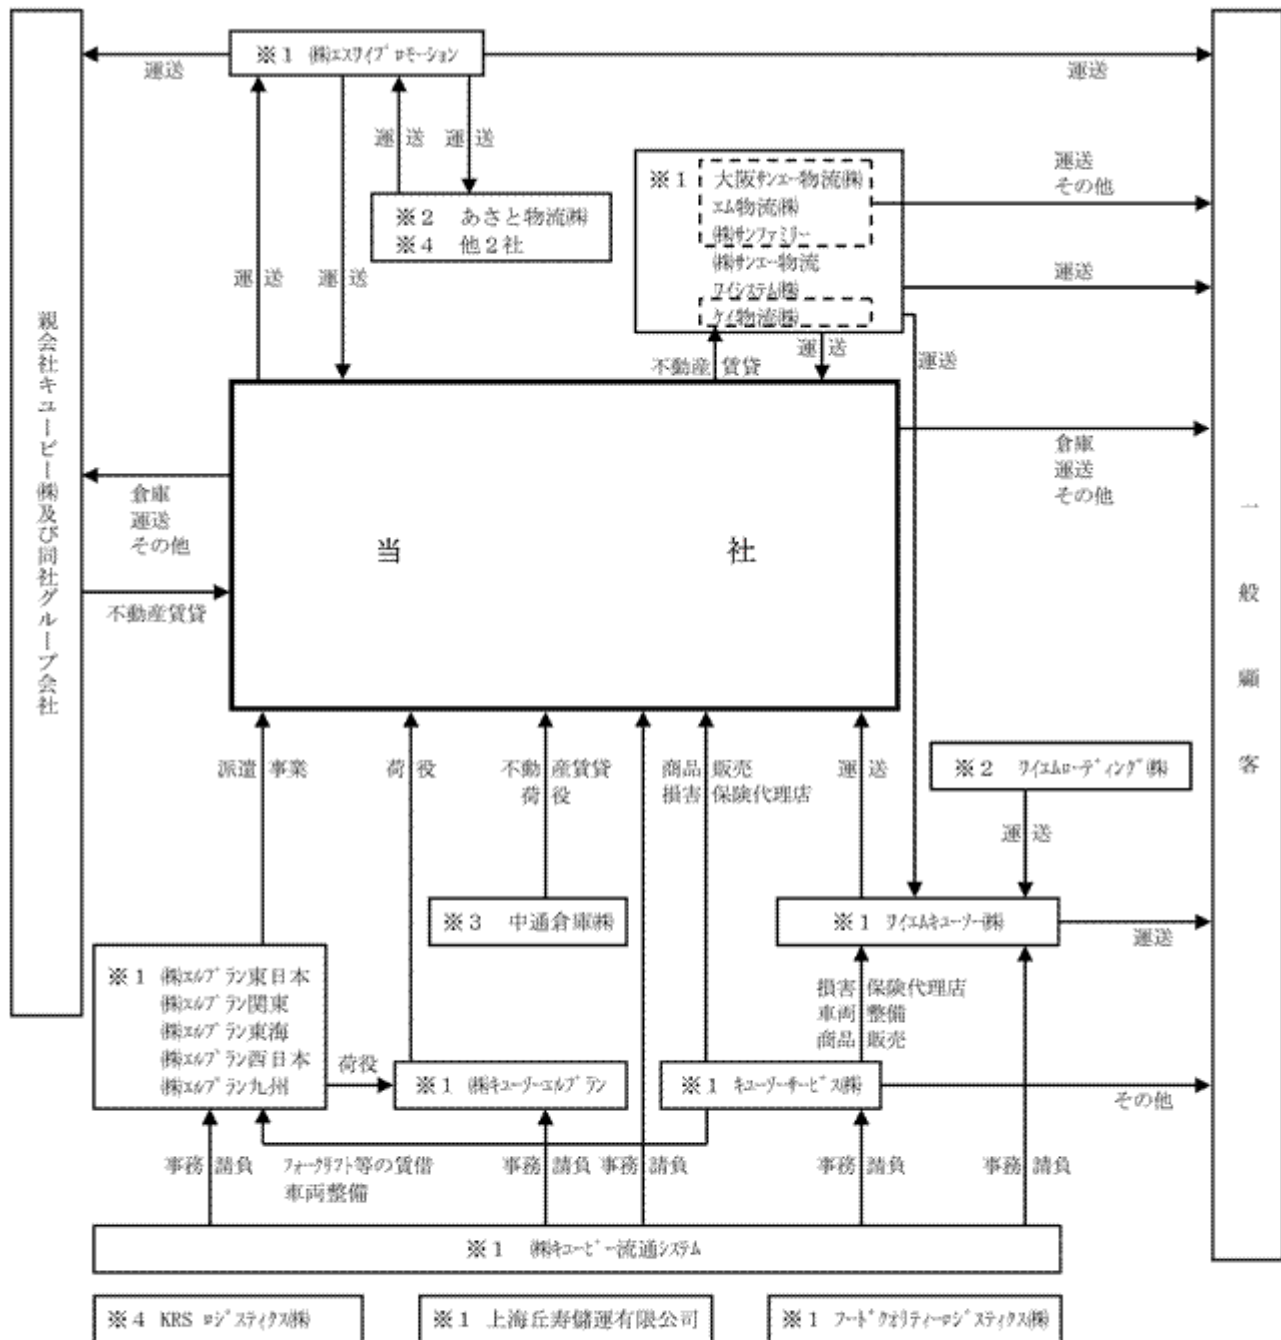 ※1 ㈱エスワイプロモーション
運送
運送
運送
運送
※2 あさと物流㈱
※4 他2社
運送
運送
※1 大阪サンエー物流㈱
エム物流㈱
㈱サンファミリー
㈱サンエー物流
ワイシステム㈱
ケイ物流㈱
運送
その他
運送
不動産賃貸
運送
運送
親会社キユーピー㈱及び同社グループ会社
倉庫
運送
その他
不動産賃貸
当社
倉庫
運送
その他
一般顧客
派遣事業
荷役
不動産賃貸
荷役
商品販売
損害保険代理店
運送
※2 ワイエムローディング㈱
運送
※3 中通倉庫㈱
※1 ワイエムキユーソー㈱
運送
※1 ㈱エルプラン東日本
㈱エルプラン関東
㈱エルプラン東海
㈱エルプラン西日本
㈱エルプラン九州
荷役
※1 ㈱キユーソーエルプラン
損害保険代理店
車両整備
商品販売
※1 キユーソーサービス㈱
その他
事務請負
フォークリフト等の賃借
車両整備
事務請負
事務請負
事務請負
事務請負
※1 ㈱キユーピー流通システム
※4 KRS ロジスティクス㈱
※1 上海丘寿儲運有限公司
※1 フードクオリティーロジスティクス㈱